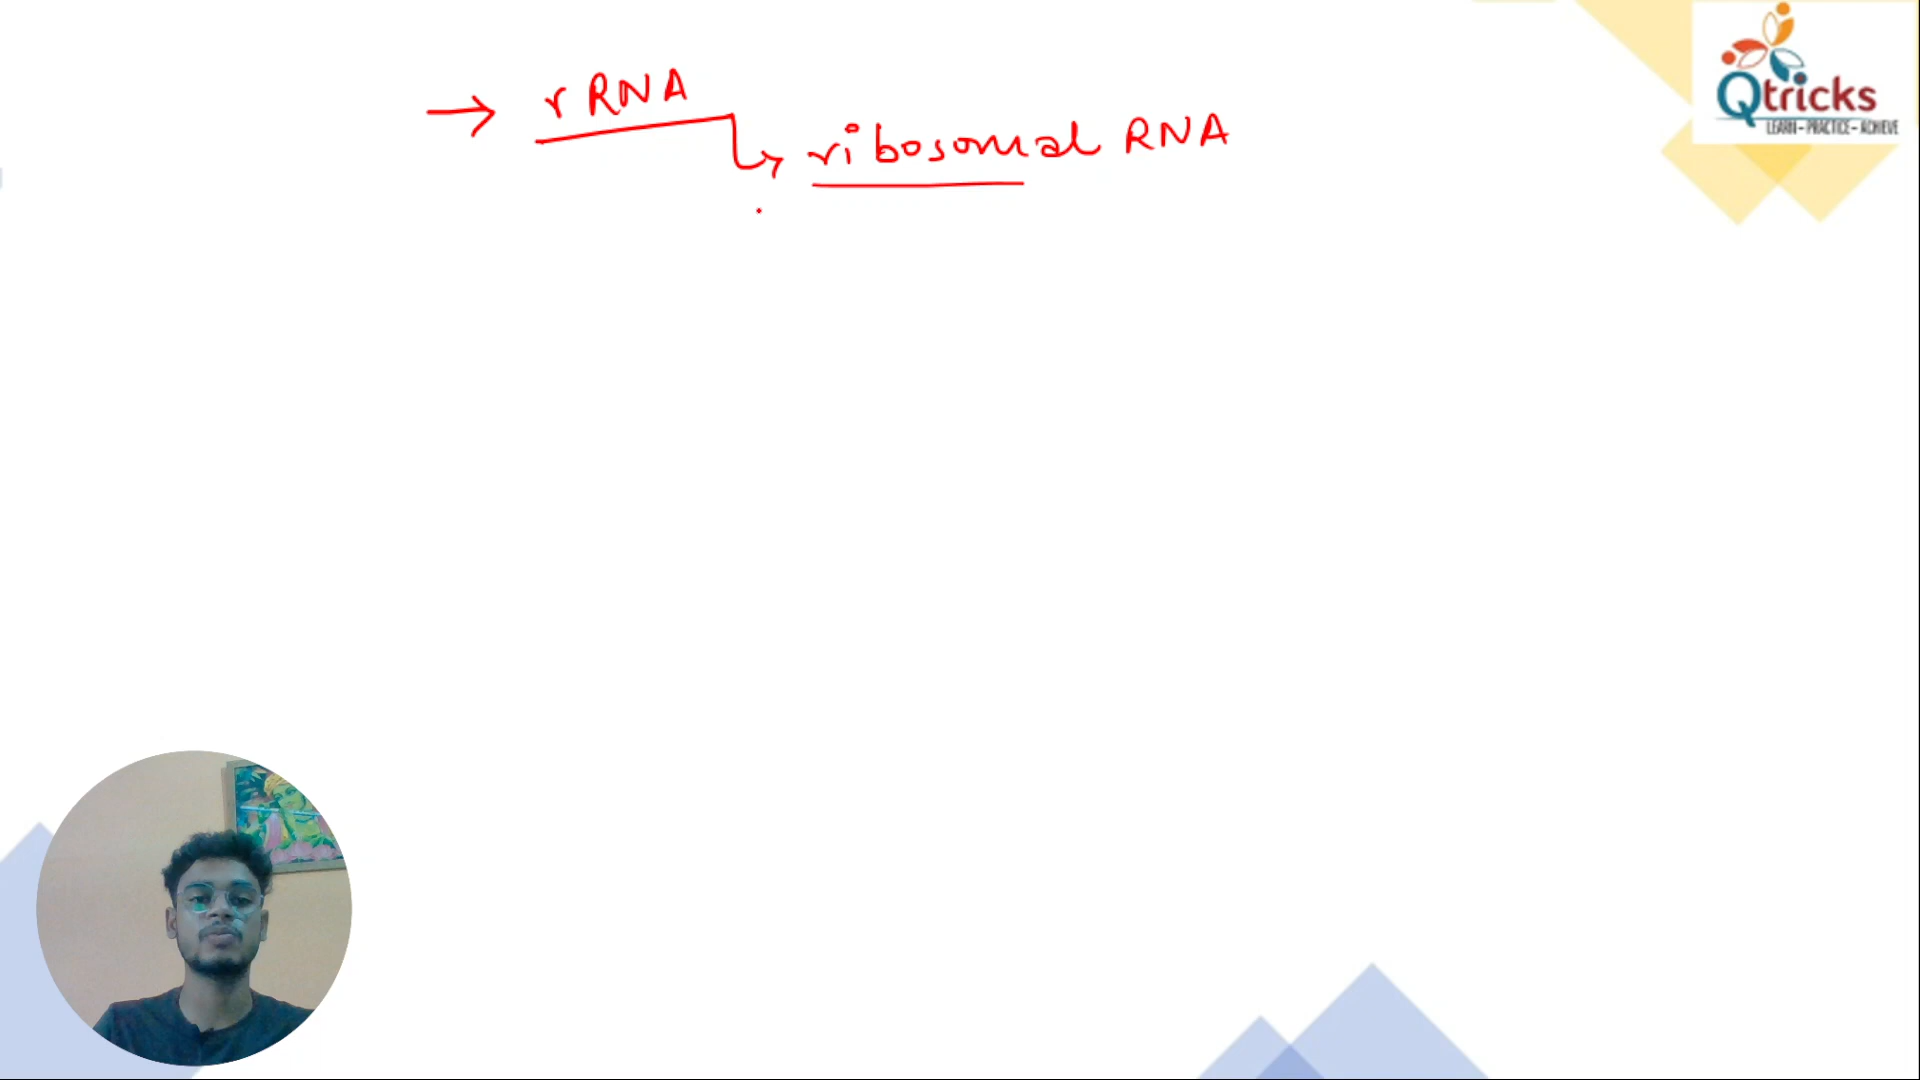 → rRNA
ribosomal RNA
Qtricks
LEARN - PRACTICE - ACHIEVE